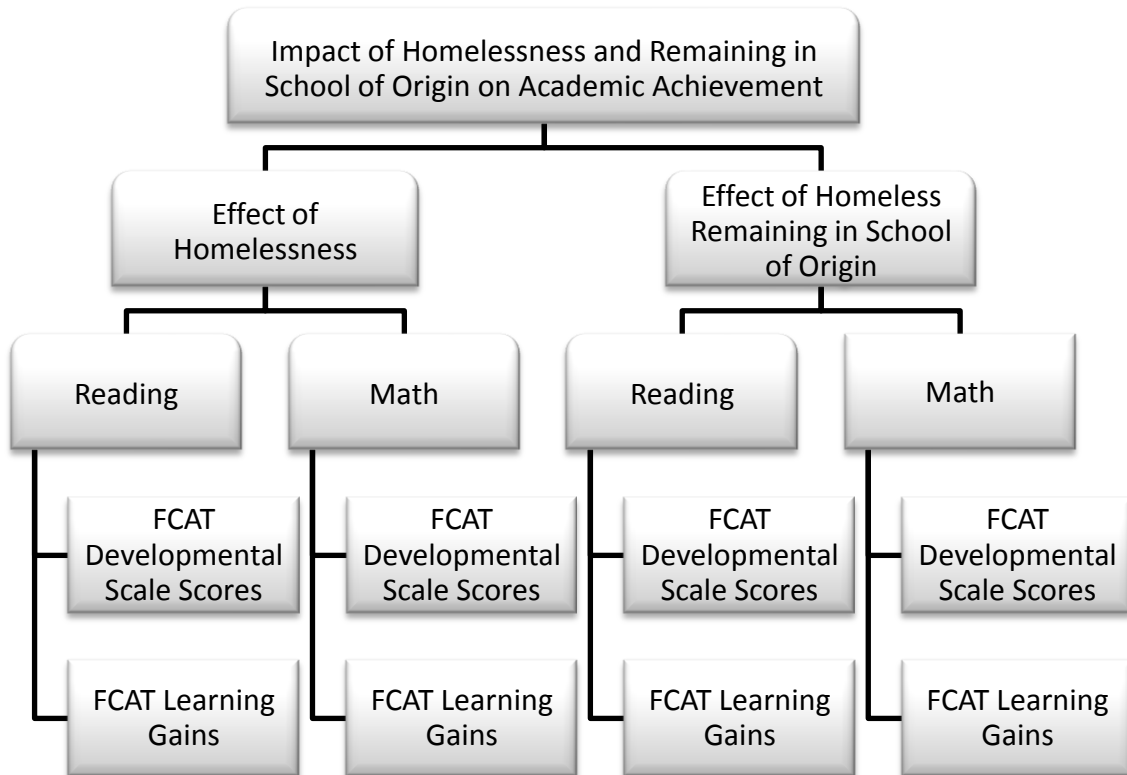 Impact of Homelessness and Remaining in
School of Origin on Academic Achievement
Effect of
Homelessness
Effect of Homeless
Remaining in School
of Origin
Reading
Math
Reading
Math
FCAT
Developmental
Scale Scores
FCAT
Developmental
Scale Scores
FCAT
Developmental
Scale Scores
FCAT
Developmental
Scale Scores
FCAT Learning
Gains
FCAT Learning
Gains
FCAT Learning
Gains
FCAT Learning
Gains